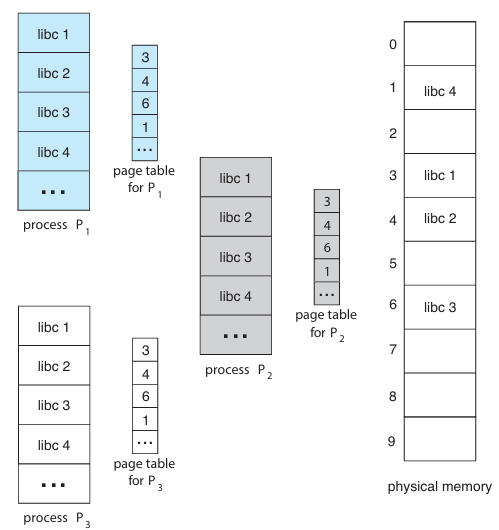 libc 1
libc 2
libc 3
libc 4
...
process P1
3
4
6
1
...
page table
for P1
libc 1
libc 2
libc 3
libc 4
...
process P2
3
4
6
1
...
page table
for P2
libc 1
libc 2
libc 3
libc 4
...
process P3
3
4
6
1
...
page table
for P3
0
1 libc 4
2
3 libc 1
4 libc 2
5
6 libc 3
7
8
9
physical memory